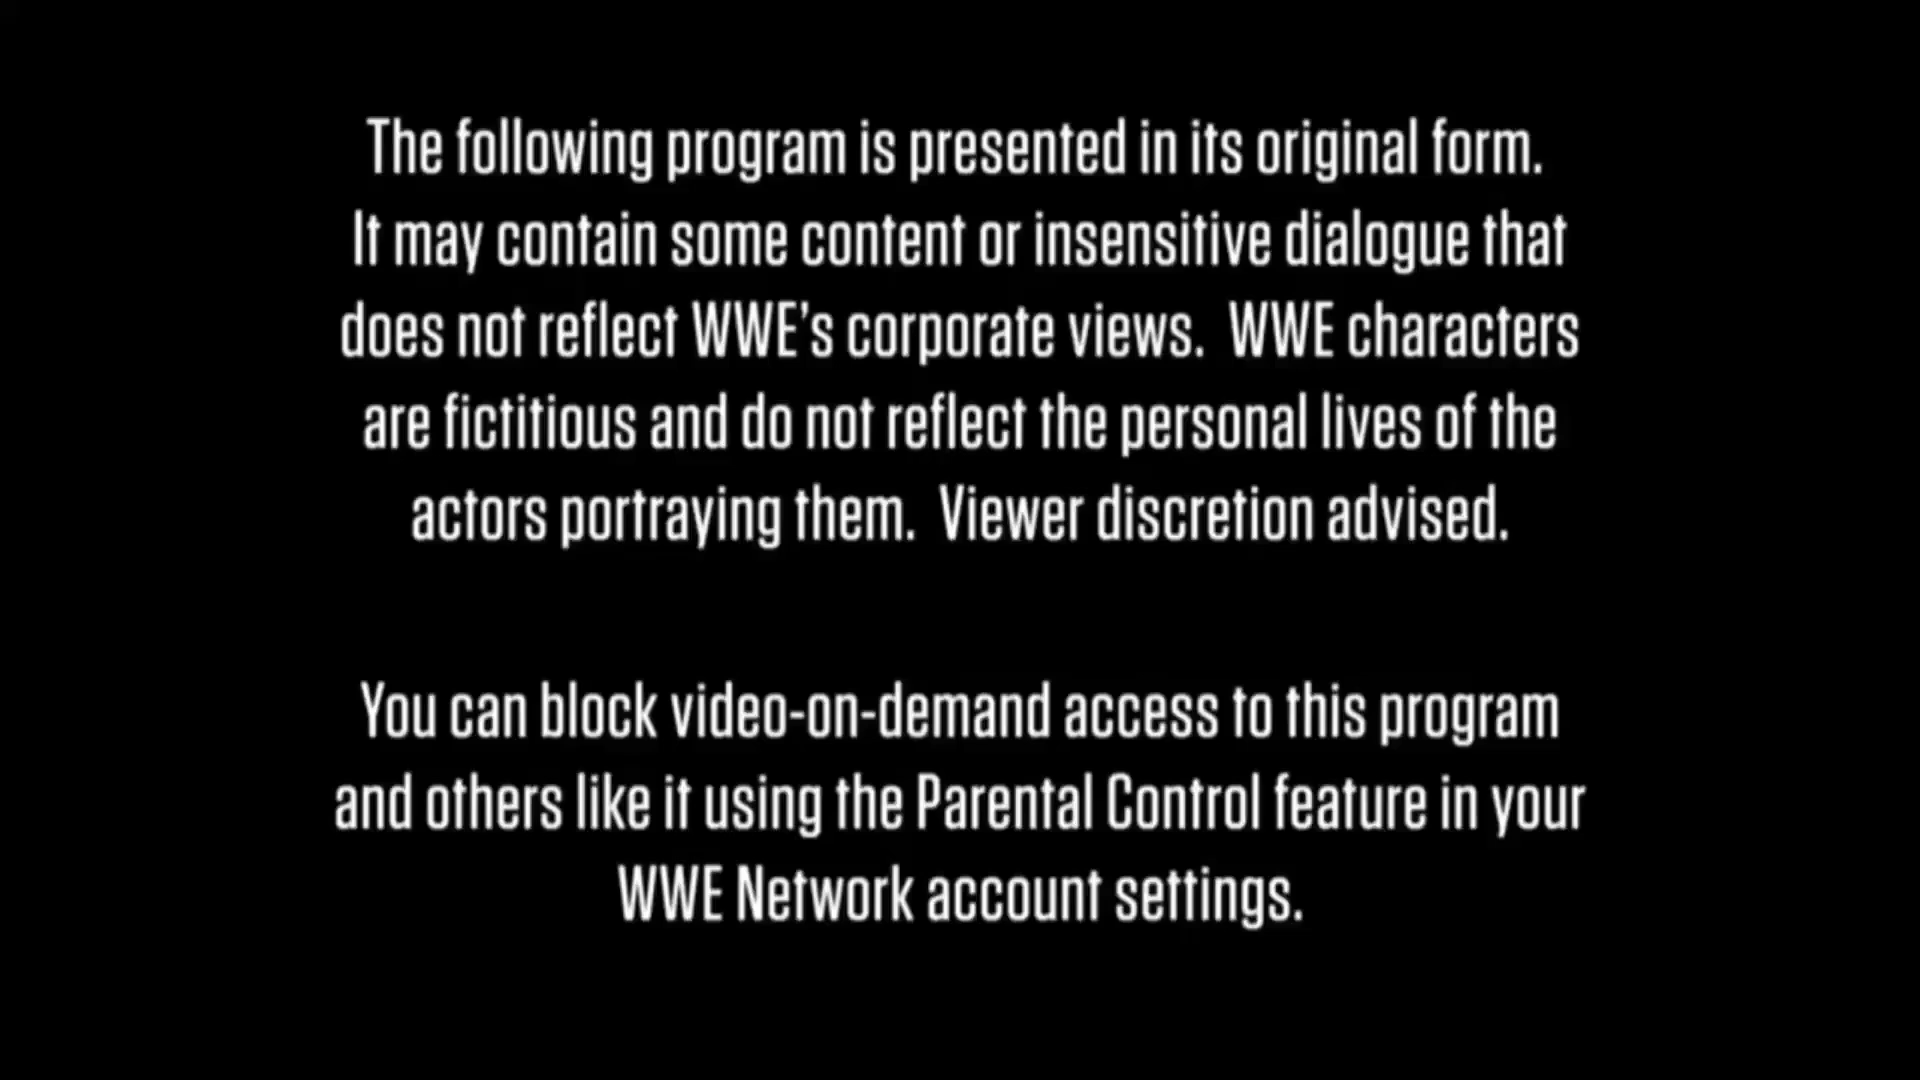 The following program is presented in its original form.
It may contain some content or insensitive dialogue that
does not reflect WWE's corporate views.  WWE characters
are fictitious and do not reflect the personal lives of the
actors portraying them.  Viewer discretion advised.
You can block video-on-demand access to this program
and others like it using the Parental Control feature in your
WWE Network account settings.